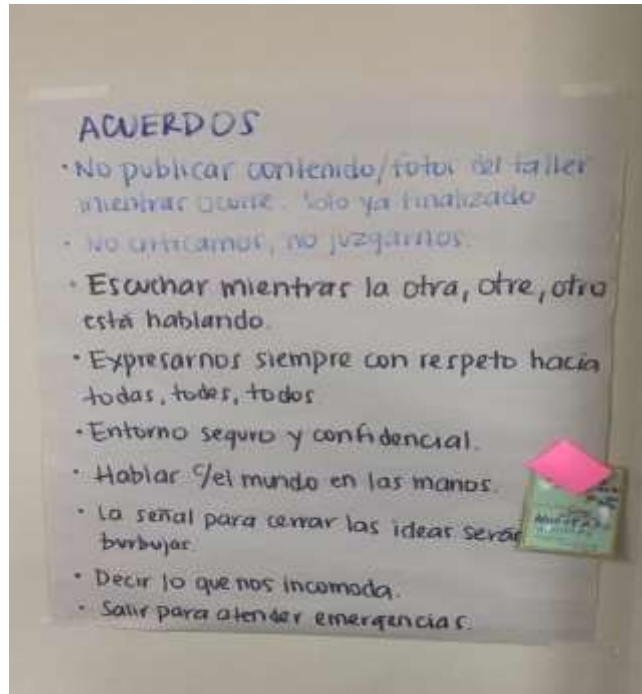 ACUERDOS
· No publicar contenido/fotos del taller
mientras ocurre. Solo ya finalizado
· No criticamos, no juzgamos.
· Escuchar mientras la otra, otre, otro
está hablando.
· Expresarnos siempre con respeto hacia
todas, todes, todos
· Entorno seguro y confidencial.
· Hablar c/el mundo en las manos.
· La señal para cerrar las ideas serán
burbujas
· Decir lo que nos incomoda.
· Salir para atender emergencias.